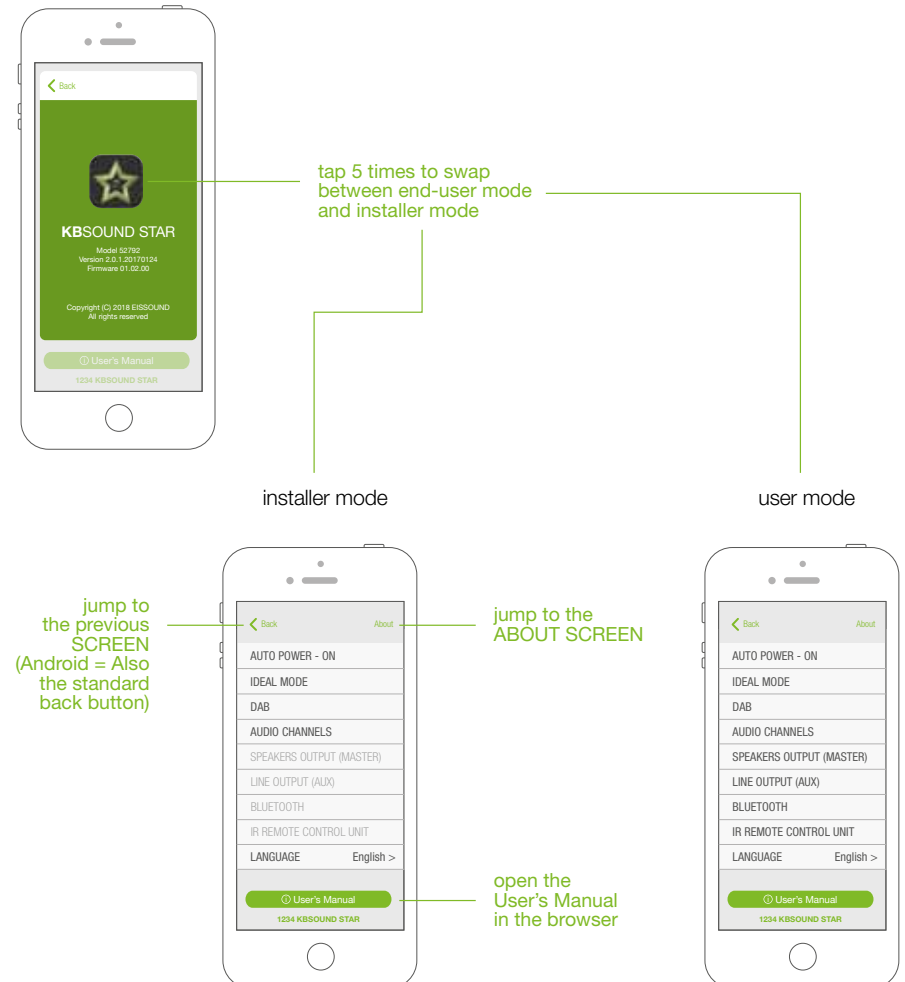 Back
tap 5 times to swap
between end-user mode
and installer mode
KBSOUND STAR
Model 52792
Version 2.0.1.20170124
Firmware 01.02.00
Copyright (C) 2018 EISSOUND
All rights reserved
User's Manual
1234 KBSOUND STAR
installer mode
user mode
jump to
the previous
SCREEN
(Android = Also
the standard
back button)
Back About
AUTO POWER - ON
IDEAL MODE
DAB
AUDIO CHANNELS
SPEAKERS OUTPUT (MASTER)
LINE OUTPUT (AUX)
BLUETOOTH
IR REMOTE CONTROL UNIT
LANGUAGE English >
User's Manual
1234 KBSOUND STAR
jump to the
ABOUT SCREEN
open the
User's Manual
in the browser
Back About
AUTO POWER - ON
IDEAL MODE
DAB
AUDIO CHANNELS
SPEAKERS OUTPUT (MASTER)
LINE OUTPUT (AUX)
BLUETOOTH
IR REMOTE CONTROL UNIT
LANGUAGE English >
User's Manual
1234 KBSOUND STAR